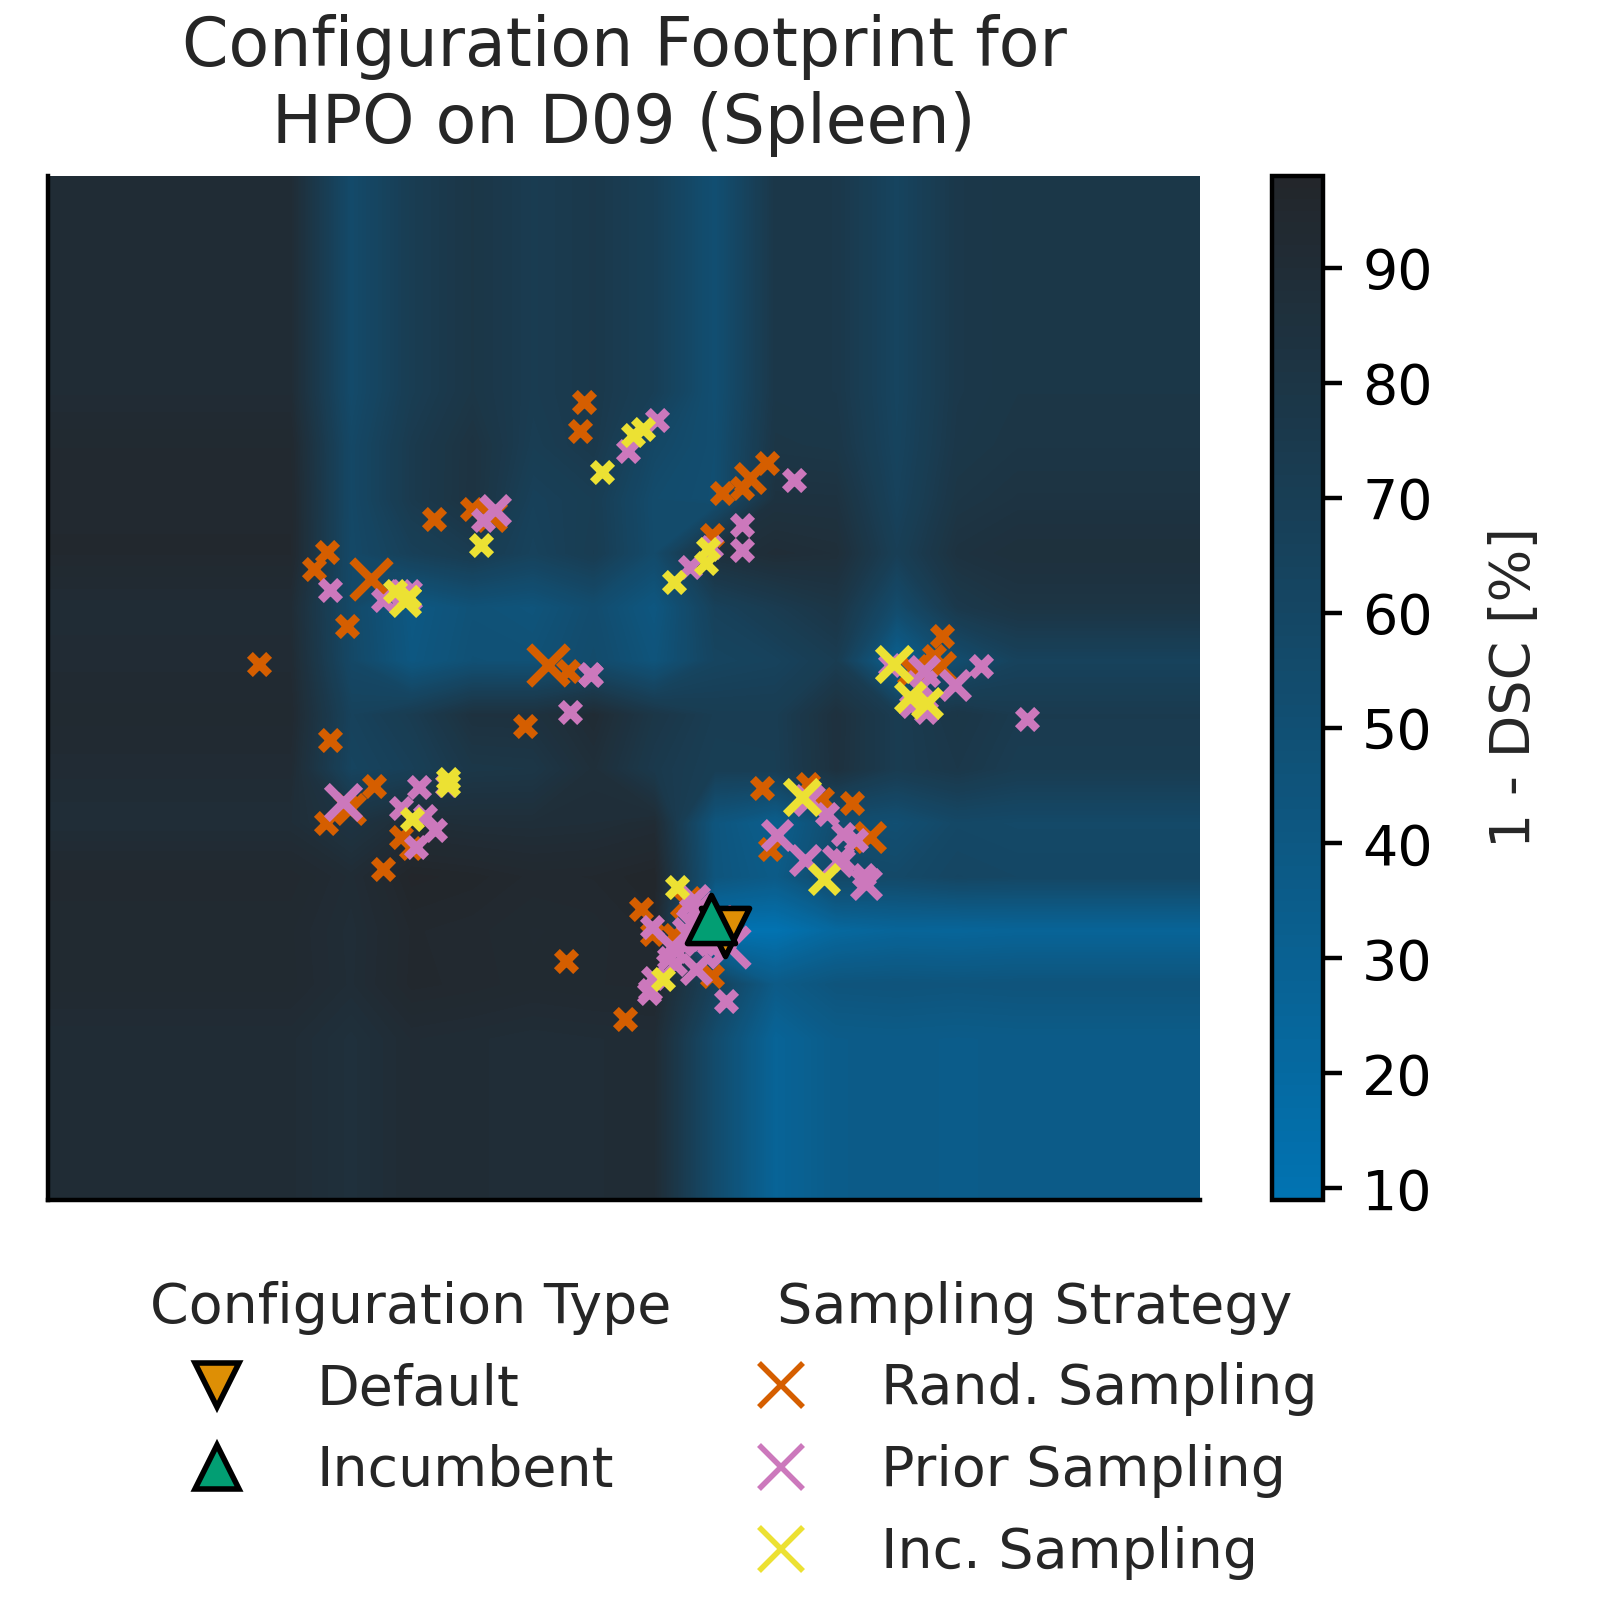 Configuration Footprint for
HPO on D09 (Spleen)
90
80
70
60
50
40
30
20
10
1 - DSC [%]
Configuration Type
Default
Incumbent
Sampling Strategy
Rand. Sampling
Prior Sampling
Inc. Sampling